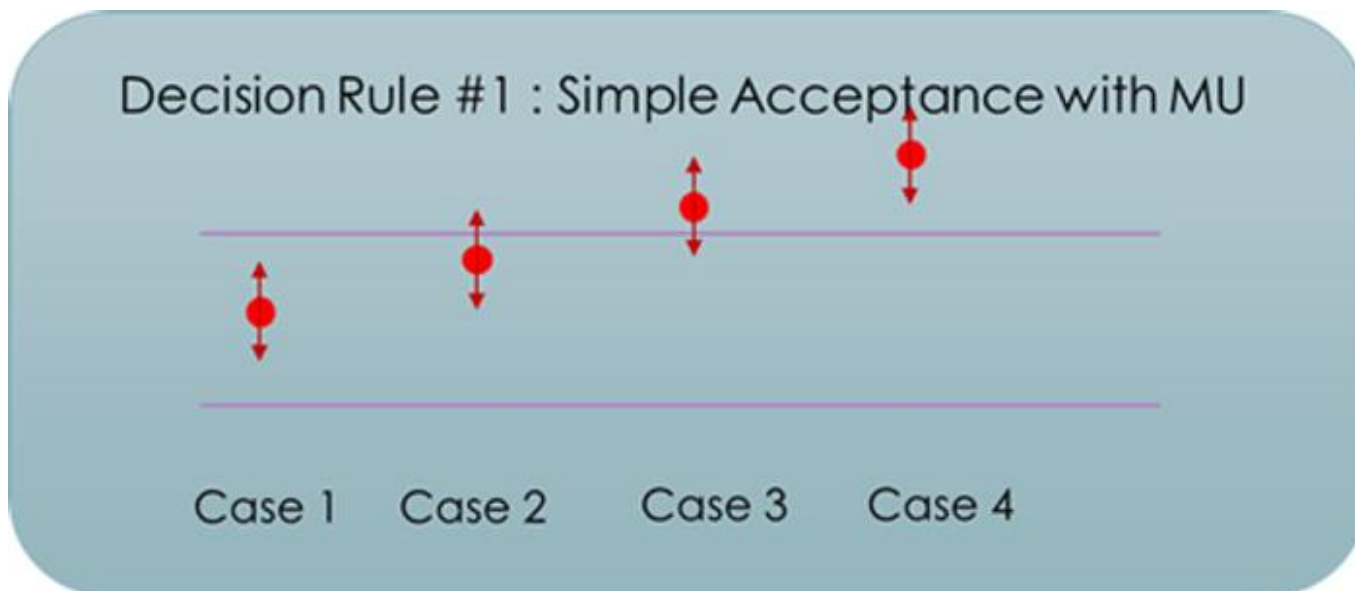 Decision Rule #1 : Simple Acceptance with MU
Case 1 Case 2 Case 3 Case 4